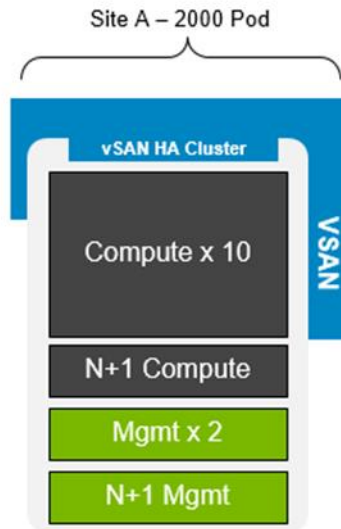 Site A – 2000 Pod
vSAN HA Cluster
VSAN
Compute x 10
N+1 Compute
Mgmt x 2
N+1 Mgmt